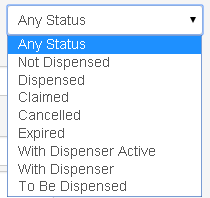 Any Status
Any Status
Not Dispensed
Dispensed
Claimed
Cancelled
Expired
With Dispenser Active
With Dispenser
To Be Dispensed